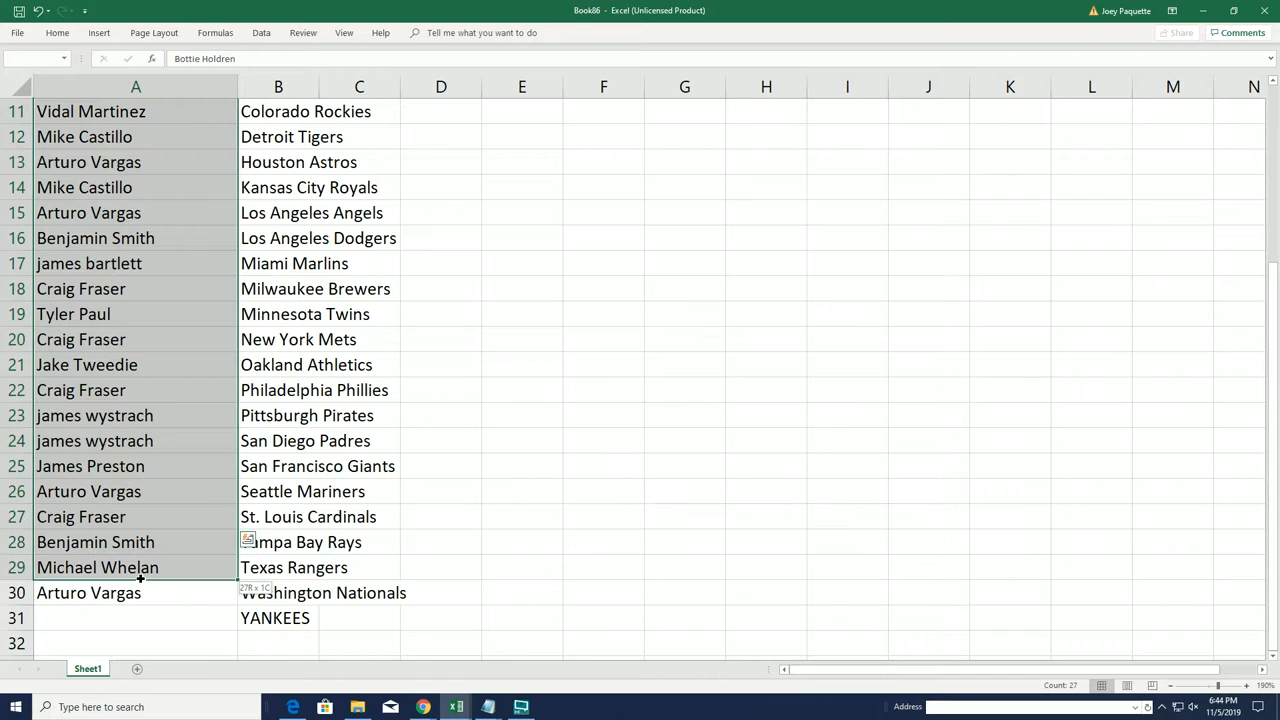 Book86 - Excel (Unlicensed Product)
Joey Paquette
File Home Insert Page Layout Formulas Data Review View Help Tell me what you want to do Share Comments
Bottie Holdren
A B C D E F G H I J K L M N
11 Vidal Martinez Colorado Rockies
12 Mike Castillo Detroit Tigers
13 Arturo Vargas Houston Astros
14 Mike Castillo Kansas City Royals
15 Arturo Vargas Los Angeles Angels
16 Benjamin Smith Los Angeles Dodgers
17 james bartlett Miami Marlins
18 Craig Fraser Milwaukee Brewers
19 Tyler Paul Minnesota Twins
20 Craig Fraser New York Mets
21 Jake Tweedie Oakland Athletics
22 Craig Fraser Philadelphia Phillies
23 james wystrach Pittsburgh Pirates
24 james wystrach San Diego Padres
25 James Preston San Francisco Giants
26 Arturo Vargas Seattle Mariners
27 Craig Fraser St. Louis Cardinals
28 Benjamin Smith Tampa Bay Rays
29 Michael Whelan Texas Rangers
27R x 1C
30 Arturo Vargas Washington Nationals
31 YANKEES
32
Sheet1
Count: 27 190%
Type here to search Address 6:44 PM
11/5/2019